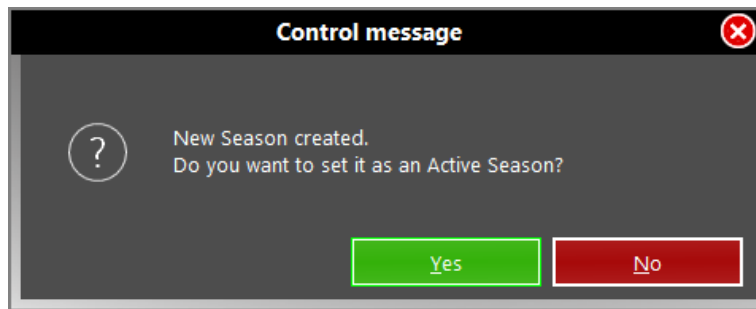 Control message
New Season created.
Do you want to set it as an Active Season?
Yes
No